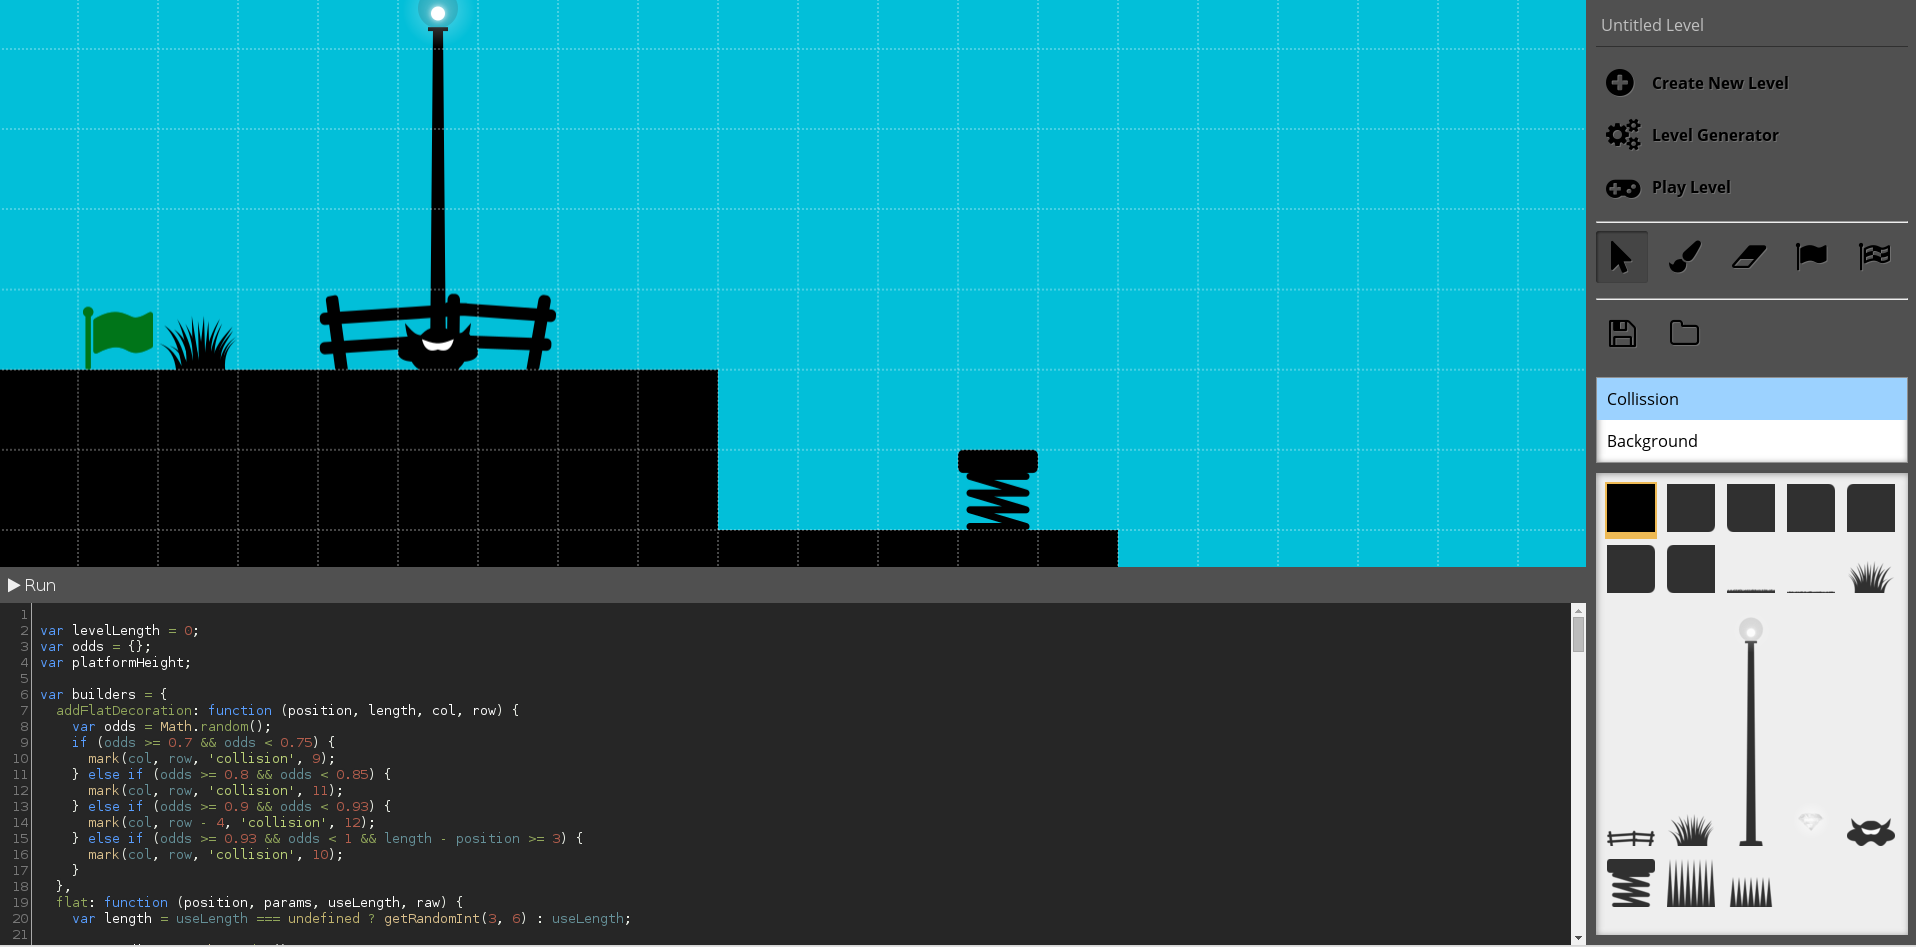 Untitled Level
Create New Level
Level Generator
Play Level
Collission
Background
Run
1
2 var levelLength = 0;
3 var odds = {};
4 var platformHeight;
5
6 var builders = {
7 addFlatDecoration: function (position, length, col, row) {
8 var odds = Math.random();
9 if (odds >= 0.7 && odds < 0.75) {
10 mark(col, row, 'collision', 9);
11 } else if (odds >= 0.8 && odds < 0.85) {
12 mark(col, row, 'collision', 11);
13 } else if (odds >= 0.9 && odds < 0.93) {
14 mark(col, row - 4, 'collision', 12);
15 } else if (odds >= 0.93 && odds < 1 && length - position >= 3) {
16 mark(col, row, 'collision', 10);
17 }
18 },
19 flat: function (position, params, useLength, raw) {
20 var length = useLength === undefined ? getRandomInt(3, 6) : useLength;
21